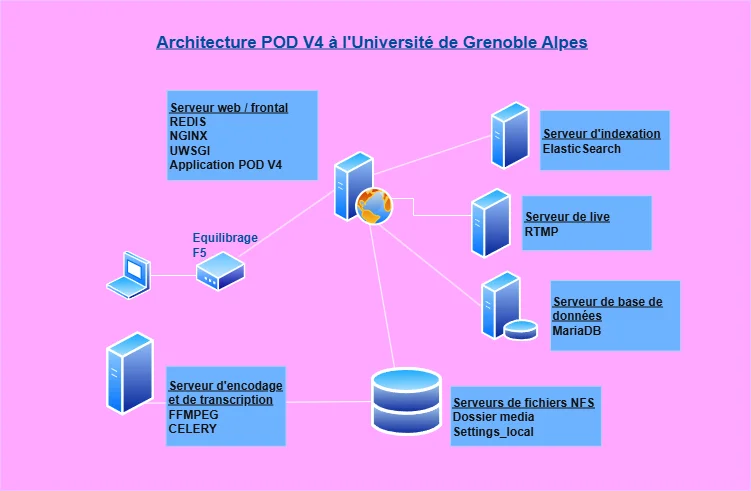 Architecture POD V4 à l'Université de Grenoble Alpes
Serveur web / frontal
REDIS
NGINX
UWSGI
Application POD V4
Serveur d'indexation
ElasticSearch
Serveur de live
RTMP
Equilibrage
F5
Serveur de base de
données
MariaDB
Serveur d'encodage
et de transcription
FFMPEG
CELERY
Serveurs de fichiers NFS
Dossier media
Settings_local